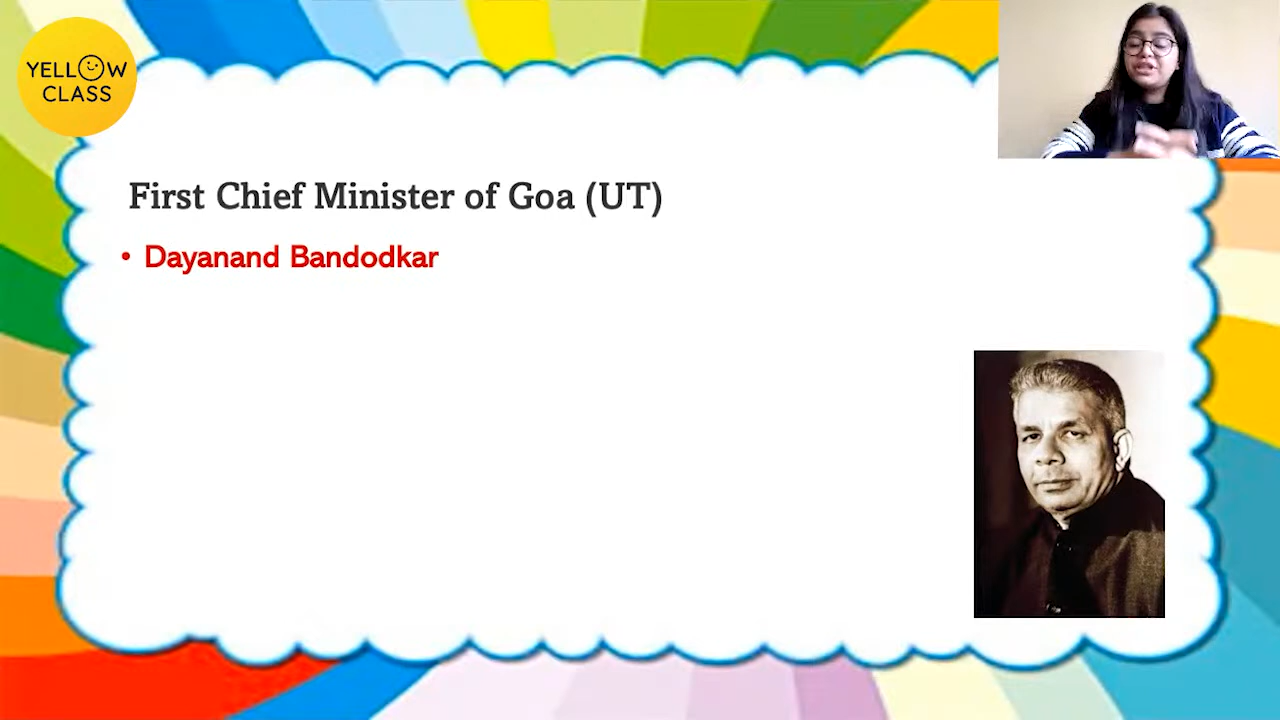 YELLOW
CLASS
First Chief Minister of Goa (UT)
• Dayanand Bandodkar